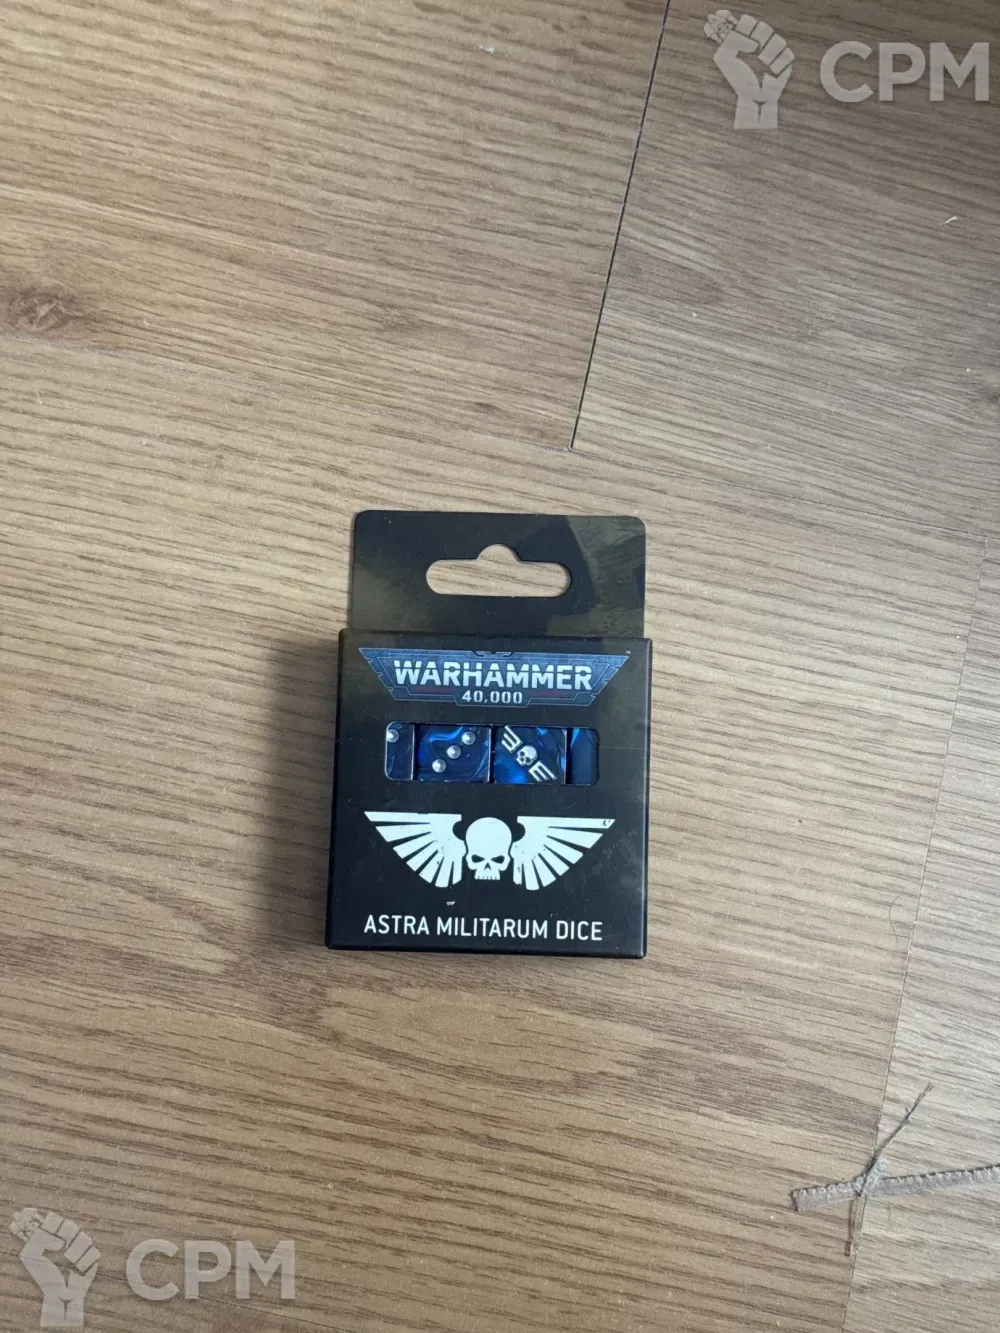 CPM
WARHAMMER
40,000
ASTRA MILITARUM DICE
CPM